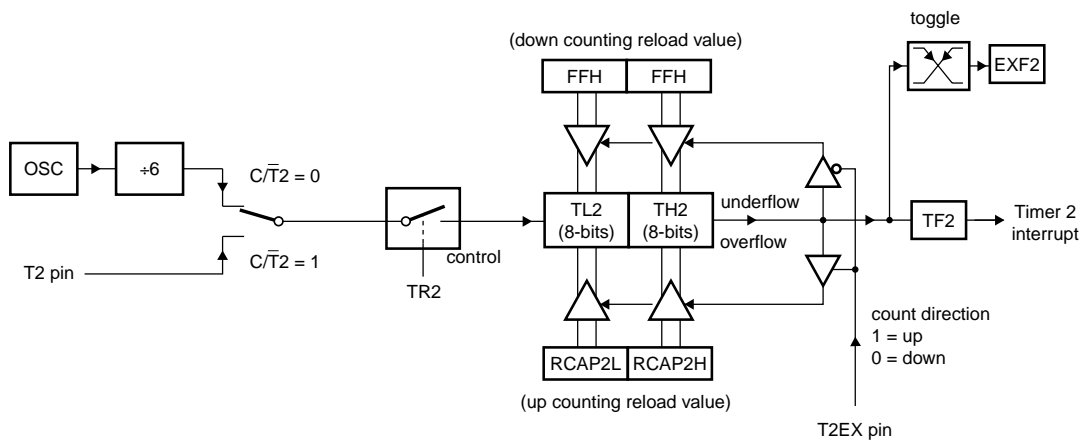 toggle
(down counting reload value)
FFH
FFH
EXF2
OSC
÷6
C/T̅2 = 0
TL2
(8-bits)
TH2
(8-bits)
underflow
overflow
TF2
Timer 2
interrupt
control
C/T̅2 = 1
T2 pin
TR2
count direction
1 = up
0 = down
RCAP2L
RCAP2H
(up counting reload value)
T2EX pin